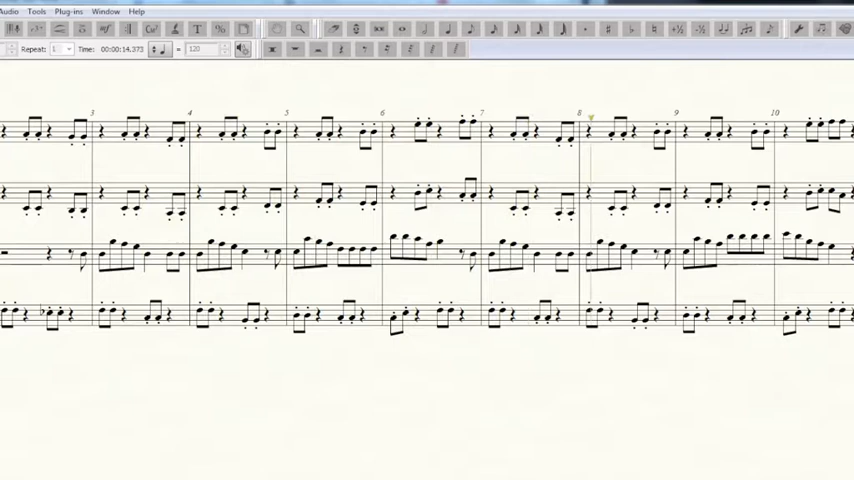 Audio Tools Plug-ins Window Help
Repeat: 1 Time: 00:00:14.373 = 120
3 4 5 6 7 8 9 10